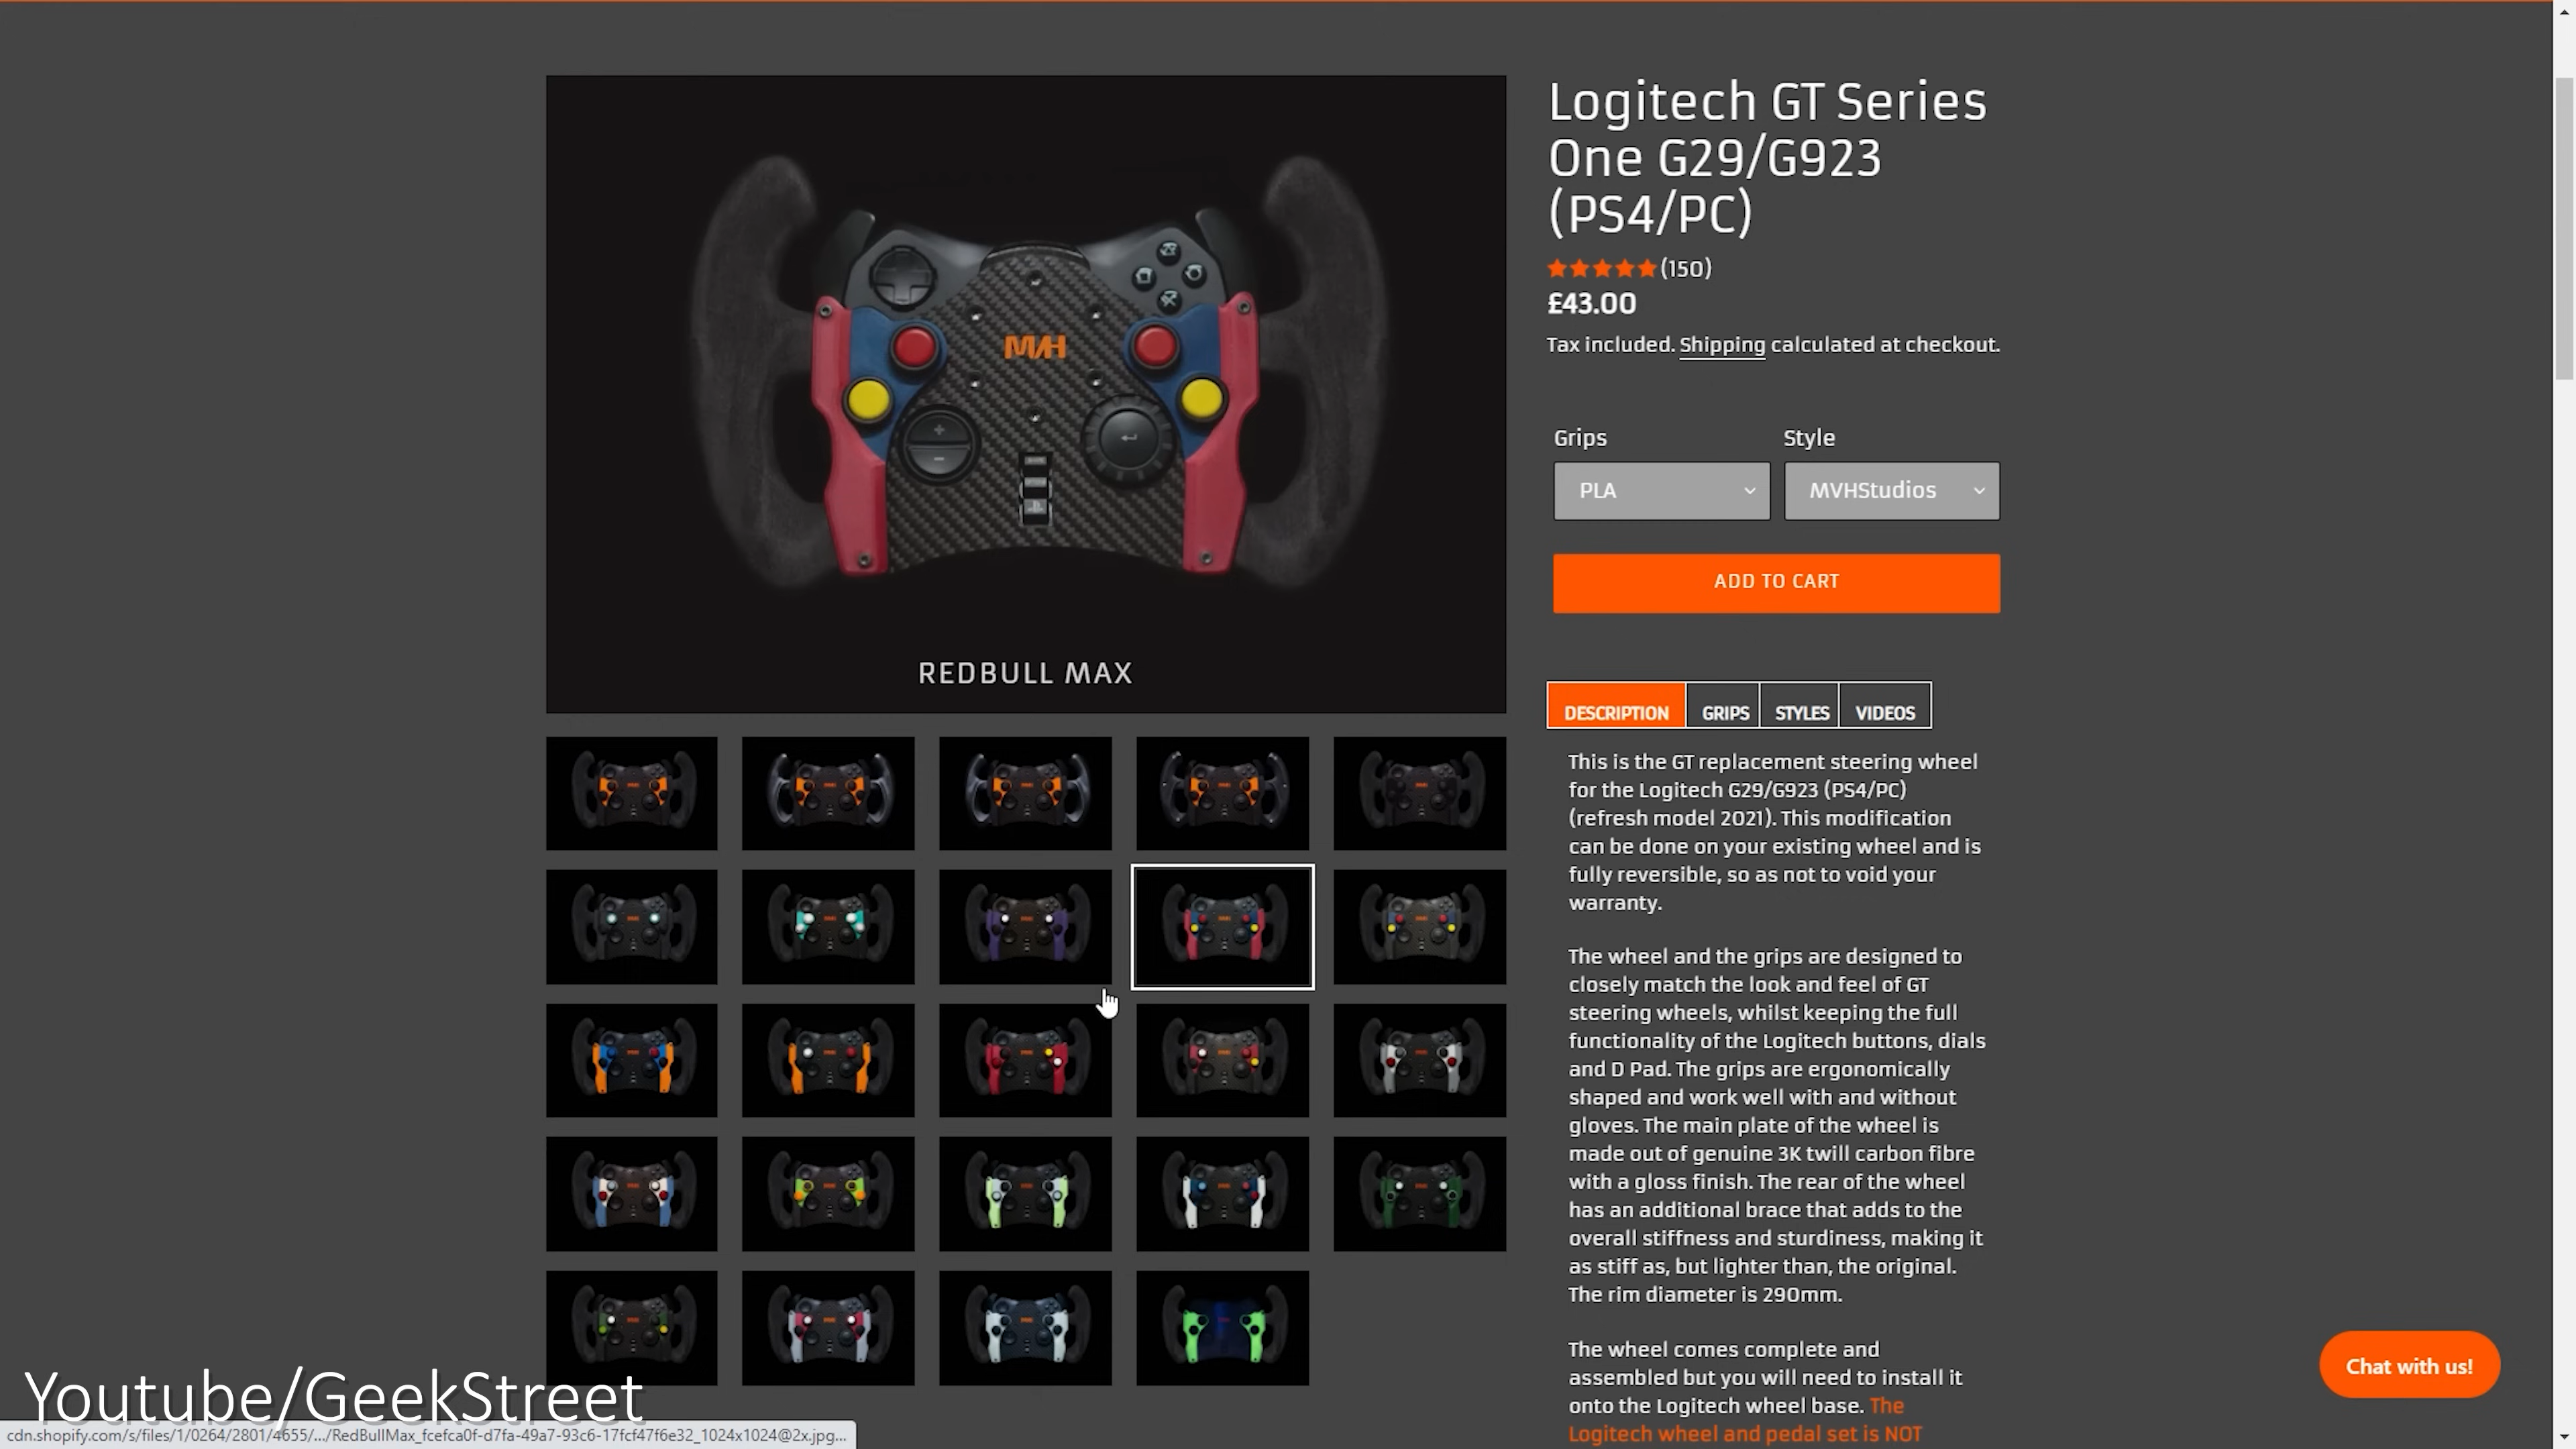 Logitech GT Series
One G29/G923
(PS4/PC)
(150)
£43.00
Tax included. Shipping calculated at checkout.
Grips
Style
PLA
MVHStudios
ADD TO CART
M/H
REDBULL MAX
DESCRIPTION
GRIPS
STYLES
VIDEOS
This is the GT replacement steering wheel
for the Logitech G29/G923 (PS4/PC)
(refresh model 2021). This modification
can be done on your existing wheel and is
fully reversible, so as not to void your
warranty.
The wheel and the grips are designed to
closely match the look and feel of GT
steering wheels, whilst keeping the full
functionality of the Logitech buttons, dials
and D Pad. The grips are ergonomically
shaped and work well with and without
gloves. The main plate of the wheel is
made out of genuine 3K twill carbon fibre
with a gloss finish. The rear of the wheel
has an additional brace that adds to the
overall stiffness and sturdiness, making it
as stiff as, but lighter than, the original.
The rim diameter is 290mm.
The wheel comes complete and
assembled but you will need to install it
onto the Logitech wheel base. The
Logitech wheel and pedal set is NOT
Chat with us!
Youtube/GeekStreet
cdn.shopify.com/s/files/1/0264/2801/4655/.../RedBullMax_fcefca0f-d7fa-49a7-93c6-17fcf47f6e32_1024x1024@2x.jpg...